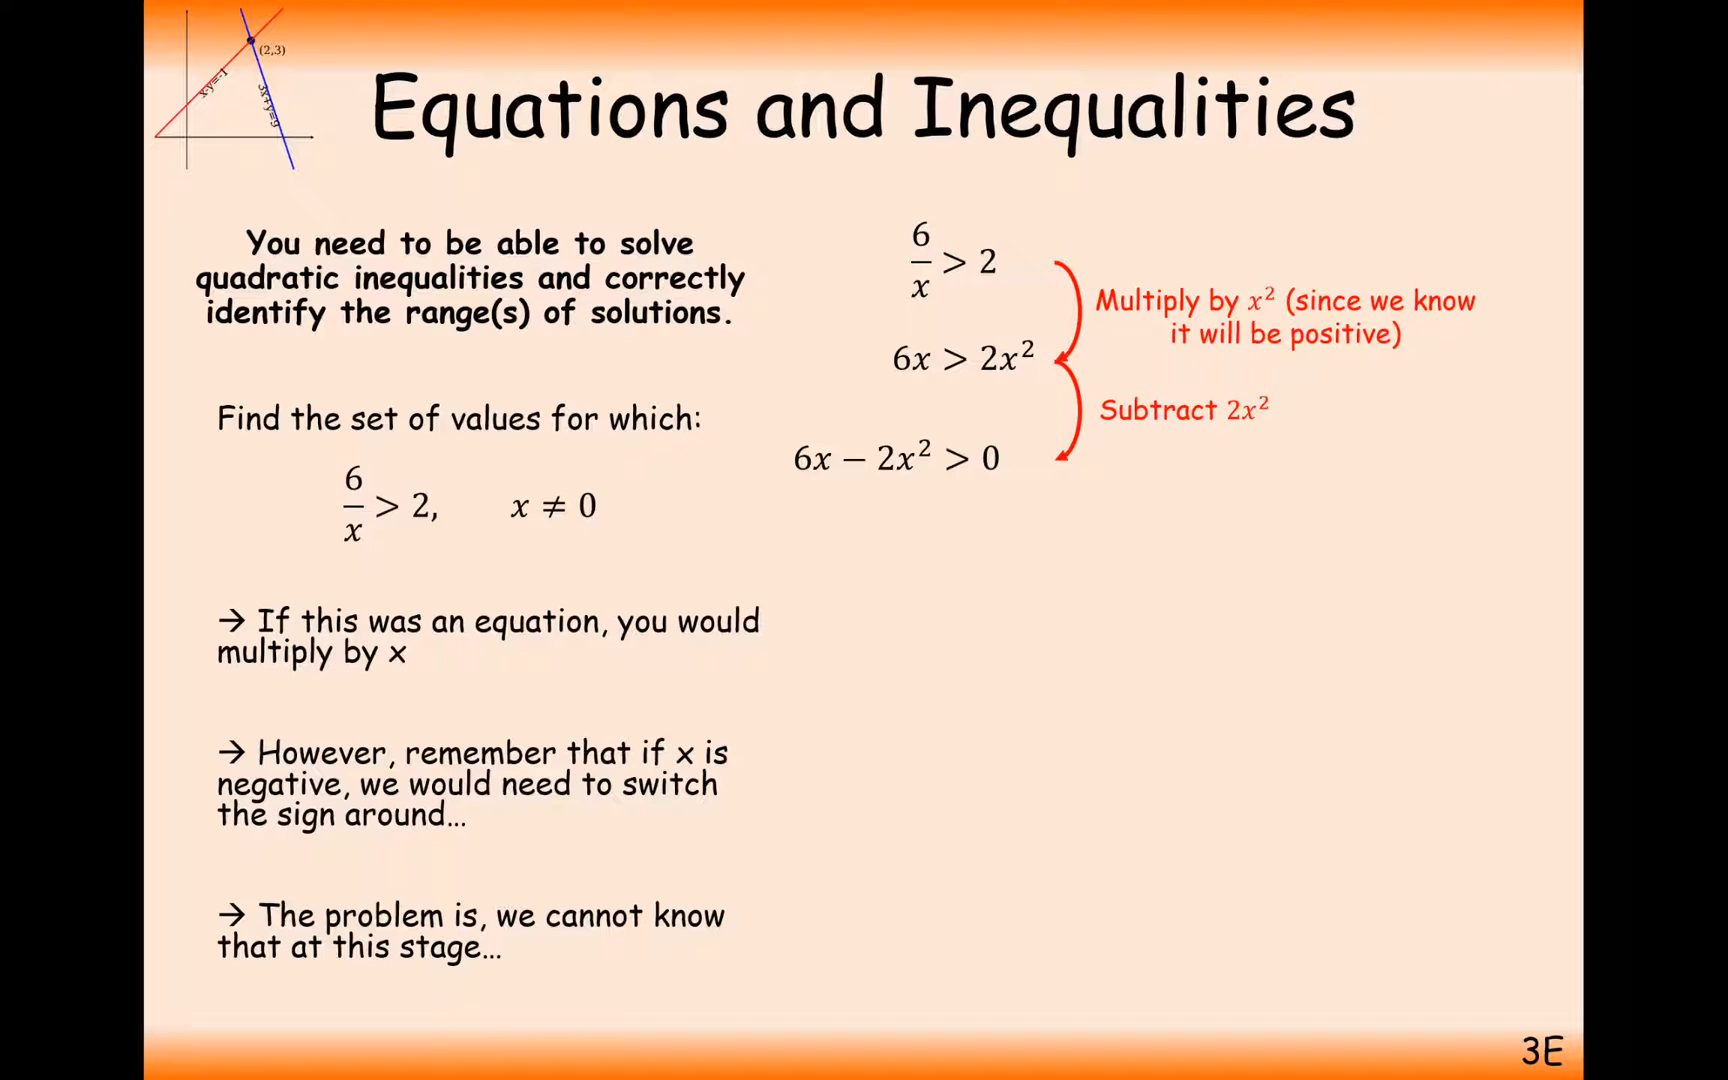 (2,3)
x-y=-1
3x+y=9
Equations and Inequalities
You need to be able to solve
quadratic inequalities and correctly
identify the range(s) of solutions.
Find the set of values for which:
6/x > 2, x ≠ 0
→ If this was an equation, you would
multiply by x
→ However, remember that if x is
negative, we would need to switch
the sign around…
→ The problem is, we cannot know
that at this stage…
6/x > 2
Multiply by x² (since we know
it will be positive)
6x > 2x²
Subtract 2x²
6x − 2x² > 0
3E